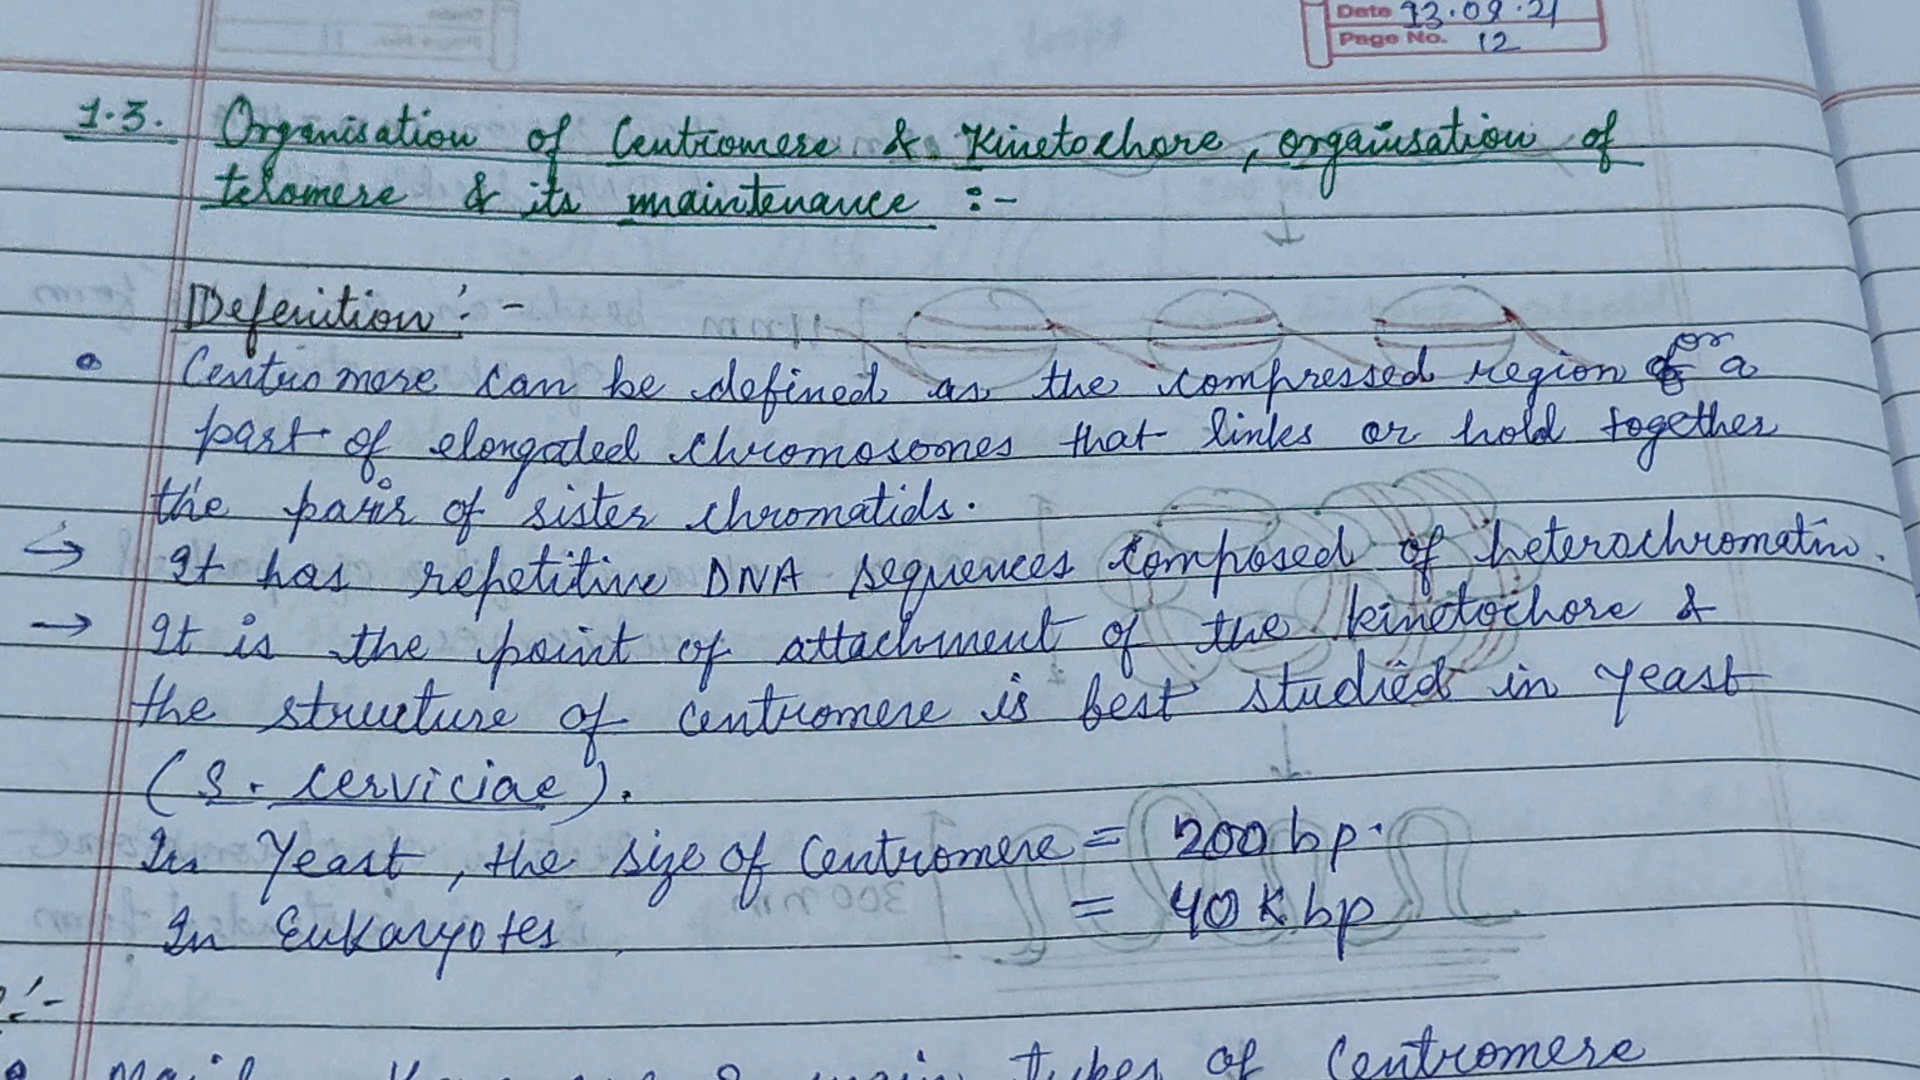 Date 13.09.21
Page No. 12
1.3. Organisation of Centromere & Kinetochore, organisation of
telomere & its maintenance :-
Defenition :-
Centromere can be defined as the compressed region or a
part of elongated chromosomes that links or hold together
the pair of sister chromatids.
→ It has repetitive DNA sequences composed of heterochromatin.
→ It is the point of attachment of the kinetochore &
the structure of centromere is best studied in yeast
(S. cerviciae).
In Yeast, the size of Centromere = 200 bp.
In Eukaryotes = 40 K bp
main types of Centromere